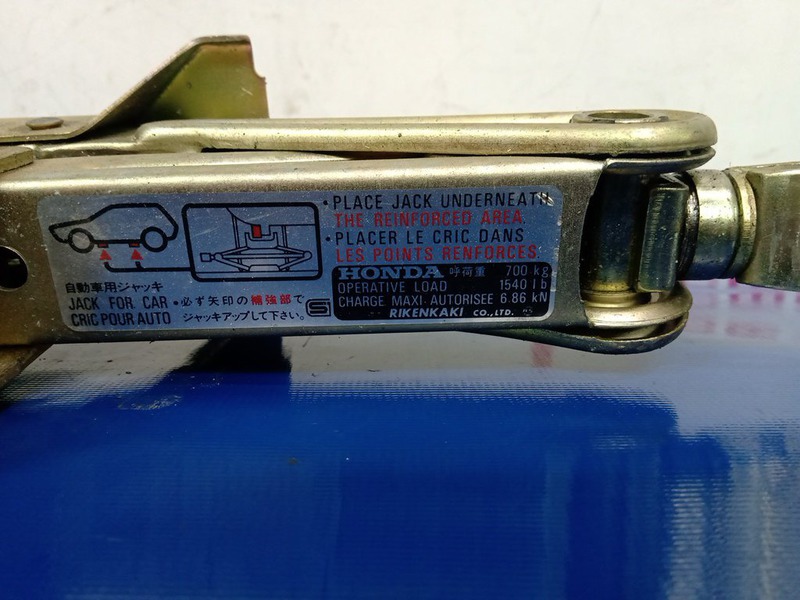 自動車用ジャッキ
JACK FOR CAR
CRIC POUR AUTO
•必ず矢印の補強部で
ジャッキアップして下さい。
•PLACE JACK UNDERNEATH
THE REINFORCED AREA.
•PLACER LE CRIC DANS
LES POINTS RENFORCES.
HONDA 呼荷重 700 kg
OPERATIVE LOAD 1540 lb
CHARGE MAXI. AUTORISEE 6.86 kN
RIKENKAKI CO.,LTD.